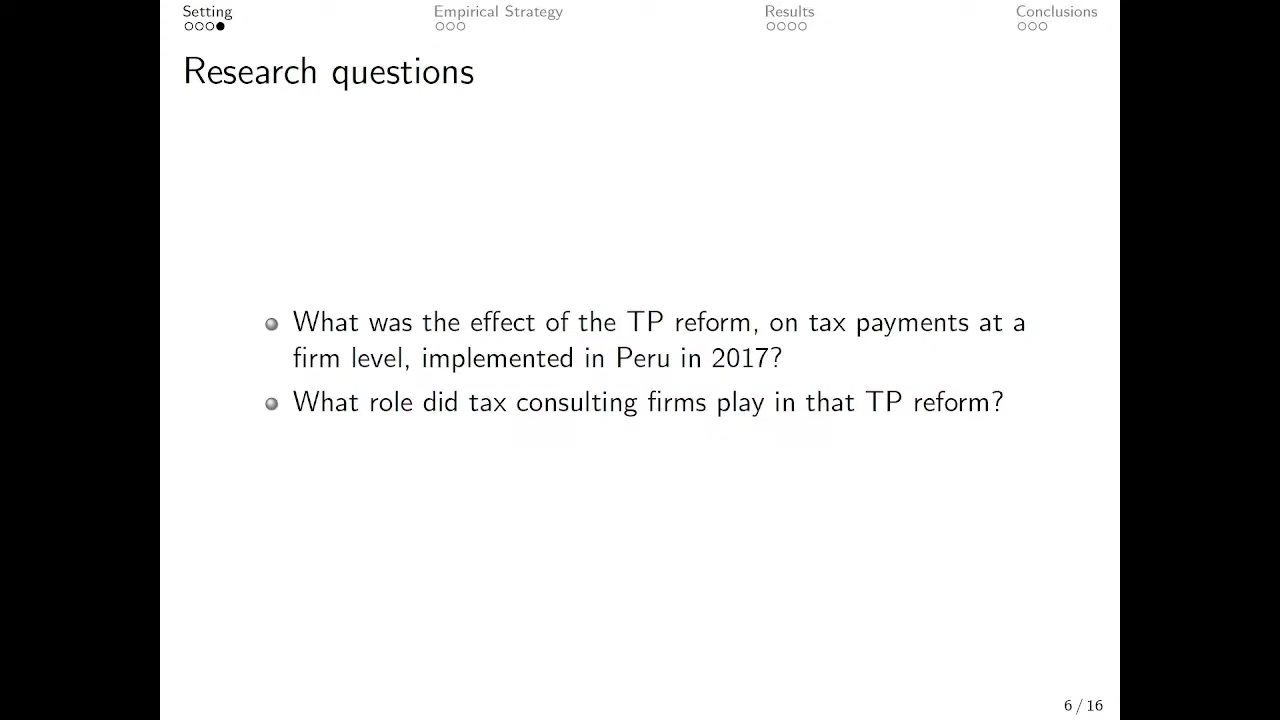 Setting
Empirical Strategy
Results
Conclusions
Research questions
What was the effect of the TP reform, on tax payments at a
firm level, implemented in Peru in 2017?
What role did tax consulting firms play in that TP reform?
6 / 16